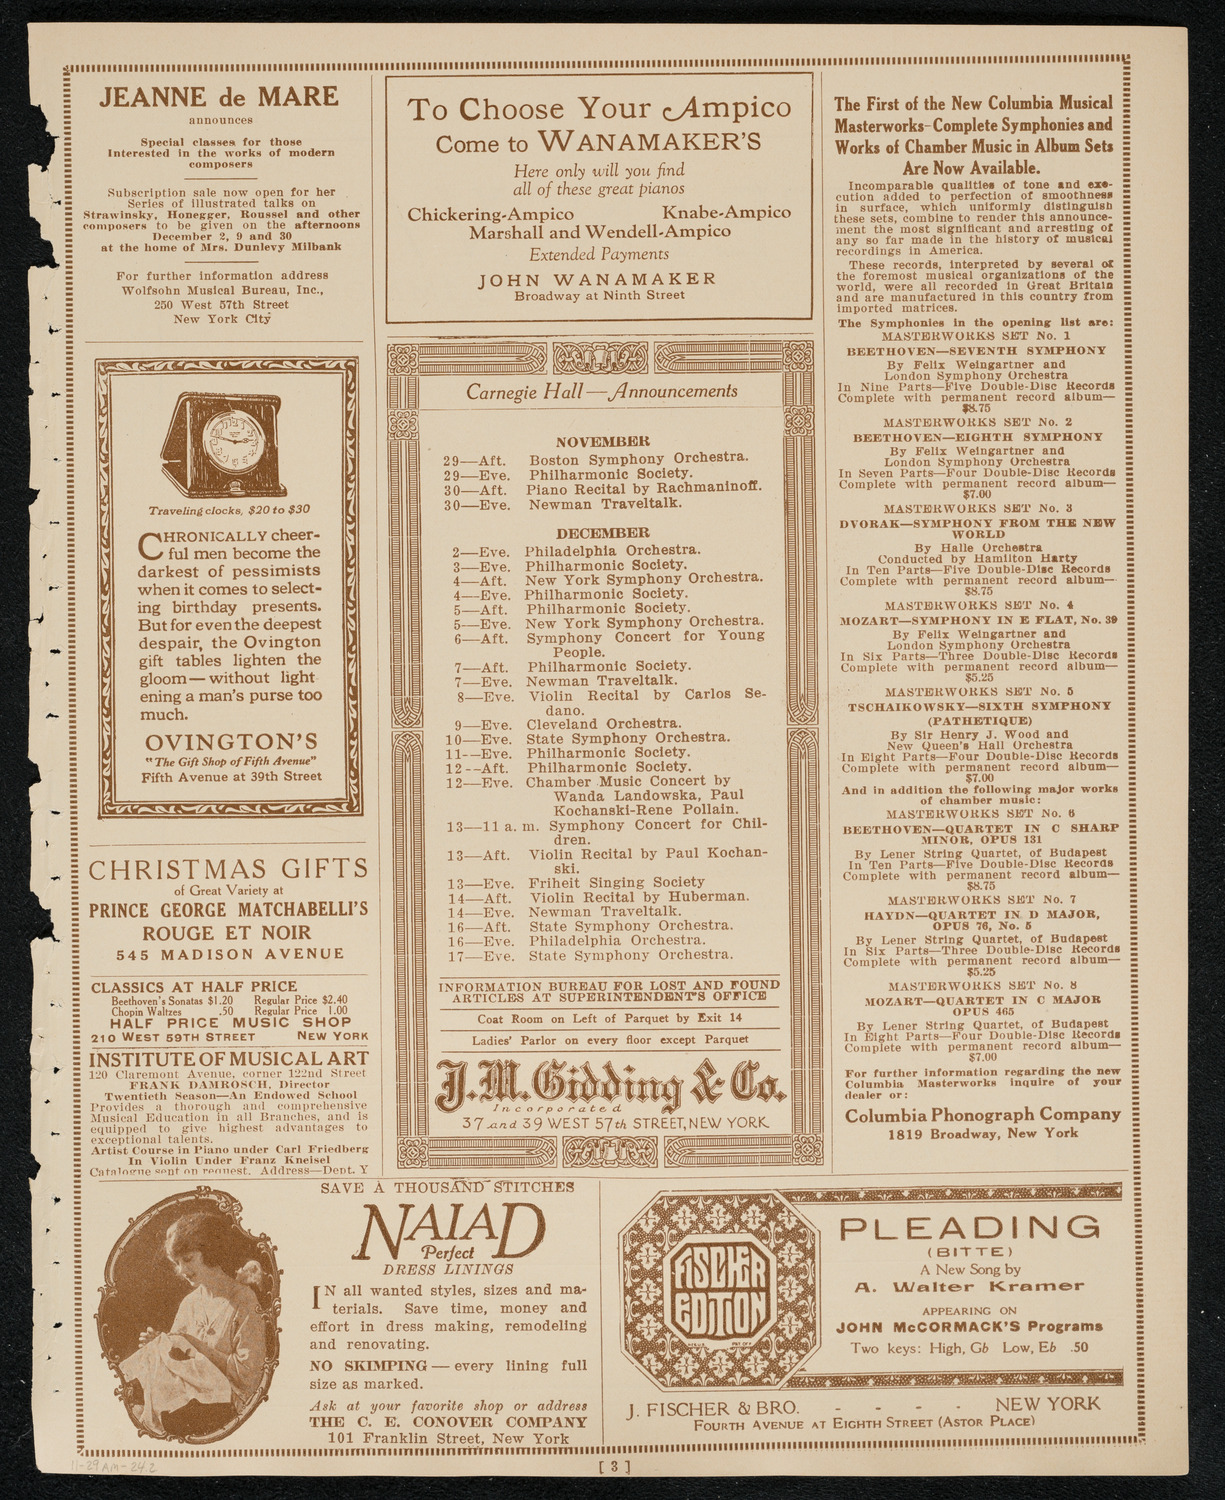 JEANNE de MARE
announces
Special classes for those
Interested in the works of modern
composers
Subscription sale now open for her
Series of illustrated talks on
Strawinsky, Honegger, Roussel and other
composers to be given on the afternoons
December 2, 9 and 30
at the home of Mrs. Dunlevy Milbank
For further information address
Wolfsohn Musical Bureau, Inc.,
250 West 57th Street
New York City
Traveling clocks, $20 to $30
CHRONICALLY cheer-
ful men become the
darkest of pessimists
when it comes to select-
ing birthday presents.
But for even the deepest
despair, the Ovington
gift tables lighten the
gloom—without light
ening a man's purse too
much.
OVINGTON'S
"The Gift Shop of Fifth Avenue"
Fifth Avenue at 39th Street
CHRISTMAS GIFTS
of Great Variety at
PRINCE GEORGE MATCHABELLI'S
ROUGE ET NOIR
545 MADISON AVENUE
CLASSICS AT HALF PRICE
Beethoven's Sonatas $1.20 Regular Price $2.40
Chopin Waltzes .50 Regular Price 1.00
HALF PRICE MUSIC SHOP
210 WEST 59TH STREET NEW YORK
INSTITUTE OF MUSICAL ART
120 Claremont Avenue, corner 122nd Street
FRANK DAMROSCH, Director
Twentieth Season—An Endowed School
Provides a thorough and comprehensive
Musical Education in all Branches, and is
equipped to give highest advantages to
exceptional talents.
Artist Course in Piano under Carl Friedberg
In Violin Under Franz Kneisel
Catalogue sent on request. Address—Dept. Y
To Choose Your Ampico
Come to WANAMAKER'S
Here only will you find
all of these great pianos
Chickering-Ampico Knabe-Ampico
Marshall and Wendell-Ampico
Extended Payments
JOHN WANAMAKER
Broadway at Ninth Street
Carnegie Hall—Announcements
NOVEMBER
29—Aft. Boston Symphony Orchestra.
29—Eve. Philharmonic Society.
30—Aft. Piano Recital by Rachmaninoff.
30—Eve. Newman Traveltalk.
DECEMBER
2—Eve. Philadelphia Orchestra.
3—Eve. Philharmonic Society.
4—Aft. New York Symphony Orchestra.
4—Eve. Philharmonic Society.
5—Aft. Philharmonic Society.
5—Eve. New York Symphony Orchestra.
6—Aft. Symphony Concert for Young
People.
7—Aft. Philharmonic Society.
7—Eve. Newman Traveltalk.
8—Eve. Violin Recital by Carlos Se-
dano.
9—Eve. Cleveland Orchestra.
10—Eve. State Symphony Orchestra.
11--Eve. Philharmonic Society.
12--Aft. Philharmonic Society.
12—Eve. Chamber Music Concert by
Wanda Landowska, Paul
Kochanski-Rene Pollain.
13—11 a. m. Symphony Concert for Chil-
dren.
13—Aft. Violin Recital by Paul Kochan-
ski.
13—Eve. Friheit Singing Society
14—Aft. Violin Recital by Huberman.
14—Eve. Newman Traveltalk.
16—Aft. State Symphony Orchestra.
16—Eve. Philadelphia Orchestra.
17—Eve. State Symphony Orchestra.
INFORMATION BUREAU FOR LOST AND FOUND
ARTICLES AT SUPERINTENDENT'S OFFICE
Coat Room on Left of Parquet by Exit 14
Ladies' Parlor on every floor except Parquet
J. M. Gidding & Co.
Incorporated
37 and 39 WEST 57th STREET, NEW YORK
The First of the New Columbia Musical
Masterworks-Complete Symphonies and
Works of Chamber Music in Album Sets
Are Now Available.
Incomparable qualities of tone and exe-
cution added to perfection of smoothness
in surface, which uniformly distinguish
these sets, combine to render this announce-
ment the most significant and arresting of
any so far made in the history of musical
recordings in America.
These records, interpreted by several of
the foremost musical organizations of the
world, were all recorded in Great Britain
and are manufactured in this country from
imported matrices.
The Symphonies in the opening list are:
MASTERWORKS SET No. 1
BEETHOVEN—SEVENTH SYMPHONY
By Felix Weingartner and
London Symphony Orchestra
In Nine Parts—Five Double-Disc Records
Complete with permanent record album—
$8.75
MASTERWORKS SET No. 2
BEETHOVEN—EIGHTH SYMPHONY
By Felix Weingartner and
London Symphony Orchestra
In Seven Parts—Four Double-Disc Records
Complete with permanent record album—
$7.00
MASTERWORKS SET No. 3
DVORAK—SYMPHONY FROM THE NEW
WORLD
By Halle Orchestra
Conducted by Hamilton Harty
In Ten Parts—Five Double-Disc Records
Complete with permanent record album—
$8.75
MASTERWORKS SET No. 4
MOZART—SYMPHONY IN E FLAT, No. 39
By Felix Weingartner and
London Symphony Orchestra
In Six Parts—Three Double-Disc Records
Complete with permanent record album—
$5.25
MASTERWORKS SET No. 5
TSCHAIKOWSKY—SIXTH SYMPHONY
(PATHETIQUE)
By Sir Henry J. Wood and
New Queen's Hall Orchestra
In Eight Parts—Four Double-Disc Records
Complete with permanent record album—
$7.00
And in addition the following major works
of chamber music:
MASTERWORKS SET No. 6
BEETHOVEN—QUARTET IN C SHARP
MINOR, OPUS 131
By Lener String Quartet, of Budapest
In Ten Parts—Five Double-Disc Records
Complete with permanent record album—
$8.75
MASTERWORKS SET No. 7
HAYDN—QUARTET IN D MAJOR,
OPUS 76, No. 5
By Lener String Quartet, of Budapest
In Six Parts—Three Double-Disc Records
Complete with permanent record album—
$5.25
MASTERWORKS SET No. 8
MOZART—QUARTET IN C MAJOR
OPUS 465
By Lener String Quartet, of Budapest
In Eight Parts—Four Double-Disc Records
Complete with permanent record album—
$7.00
For further information regarding the new
Columbia Masterworks inquire of your
dealer or:
Columbia Phonograph Company
1819 Broadway, New York
SAVE A THOUSAND STITCHES
NAIAD
Perfect
DRESS LININGS
IN all wanted styles, sizes and ma-
terials. Save time, money and
effort in dress making, remodeling
and renovating.
NO SKIMPING—every lining full
size as marked.
Ask at your favorite shop or address
THE C. E. CONOVER COMPANY
101 Franklin Street, New York
FISCHER
EDITION
PLEADING
(BITTE)
A New Song by
A. Walter Kramer
APPEARING ON
JOHN McCORMACK'S Programs
Two keys: High, Gb Low, Eb .50
J. FISCHER & BRO. - - - - NEW YORK
FOURTH AVENUE AT EIGHTH STREET (ASTOR PLACE)
[ 3 ]
11-29AM-242